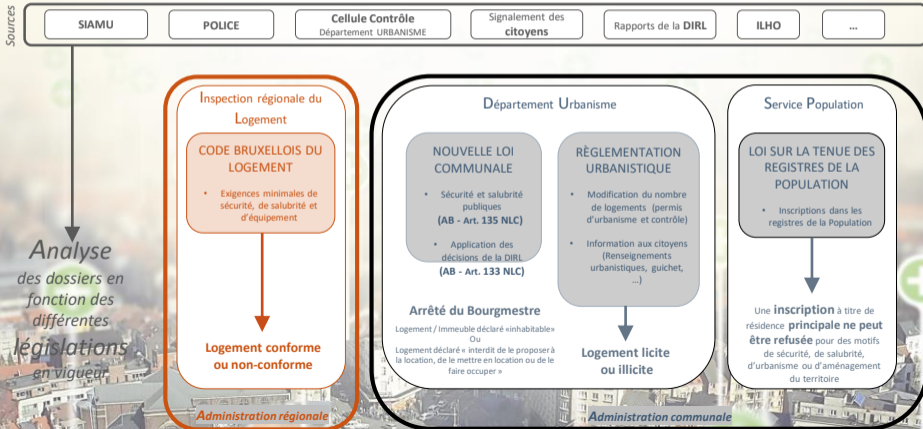 Sources
SIAMU
POLICE
Cellule Contrôle
Département URBANISME
Signalement des
citoyens
Rapports de la DIRL
ILHO
...
Analyse
des dossiers en
fonction des
différentes
législations
en vigueur
Inspection régionale du
Logement
CODE BRUXELLOIS DU
LOGEMENT
• Exigences minimales de
sécurité, de salubrité et
d'équipement
Logement conforme
ou non-conforme
Administration régionale
Département Urbanisme
NOUVELLE LOI
COMMUNALE
• Sécurité et salubrité
publiques
(AB - Art. 135 NLC)
• Application des
décisions de la DIRL
(AB - Art. 133 NLC)
Arrêté du Bourgmestre
Logement / Immeuble déclaré «inhabitable»
Ou
Logement déclaré « interdit de le proposer à
la location, de le mettre en location ou de le
faire occuper »
RÈGLEMENTATION
URBANISTIQUE
• Modification du nombre
de logements (permis
d'urbanisme et contrôle)
• Information aux citoyens
(Renseignements
urbanistiques, guichet,
...)
Logement licite
ou illicite
Service Population
LOI SUR LA TENUE DES
REGISTRES DE LA
POPULATION
• Inscriptions dans les
registres de la Population
Une inscription à titre de
résidence principale ne peut
être refusée pour des motifs
de sécurité, de salubrité,
d'urbanisme ou d'aménagement
du territoire
Administration communale